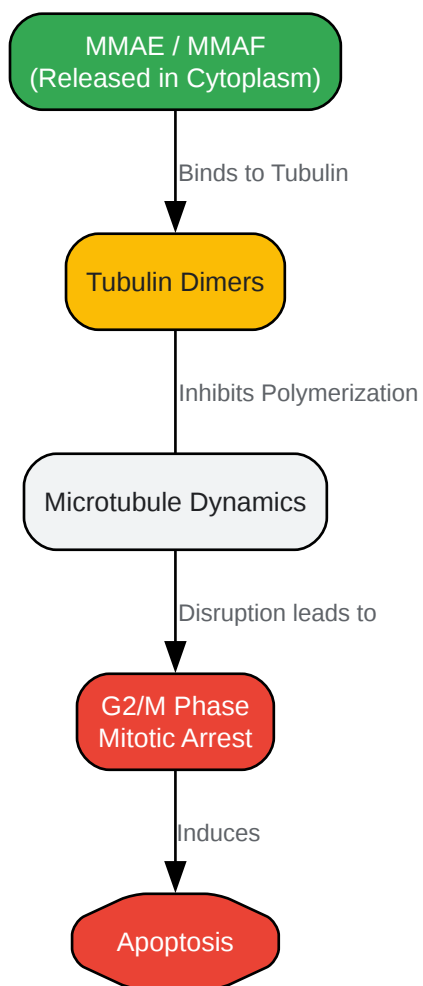 MMAE / MMAF
(Released in Cytoplasm)
Binds to Tubulin
Tubulin Dimers
Inhibits Polymerization
Microtubule Dynamics
Disruption leads to
G2/M Phase
Mitotic Arrest
Induces
Apoptosis